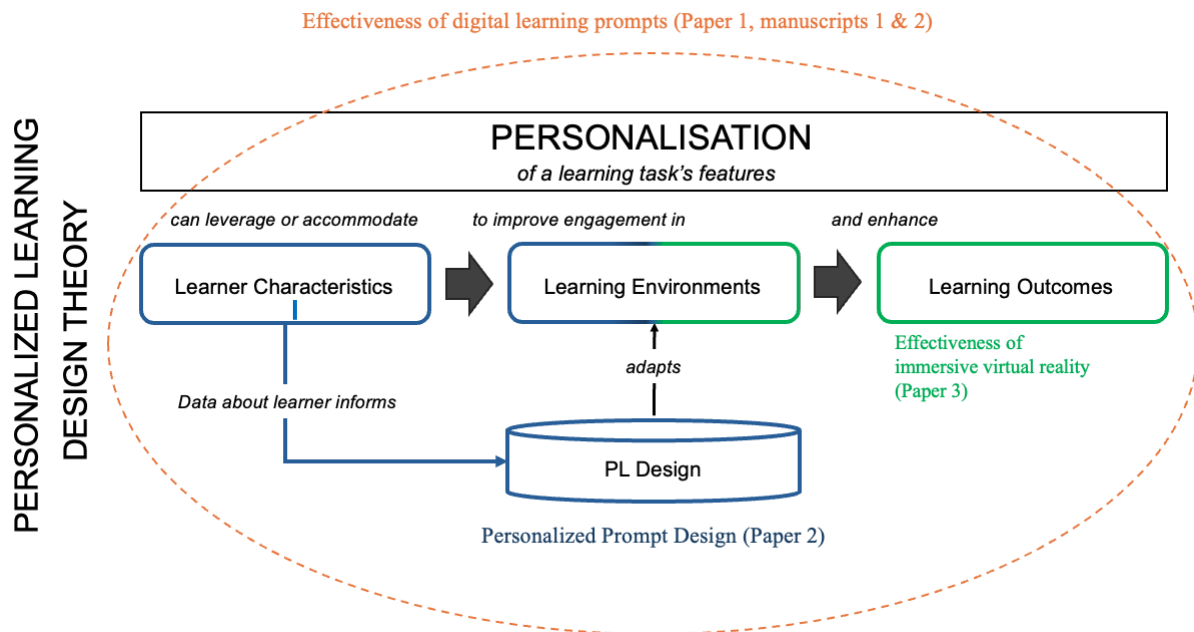 Effectiveness of digital learning prompts (Paper 1, manuscripts 1 & 2)
PERSONALIZED LEARNING
DESIGN THEORY
PERSONALISATION
of a learning task's features
can leverage or accommodate
to improve engagement in
and enhance
Learner Characteristics
Learning Environments
Learning Outcomes
Effectiveness of
immersive virtual reality
(Paper 3)
adapts
Data about learner informs
PL Design
Personalized Prompt Design (Paper 2)